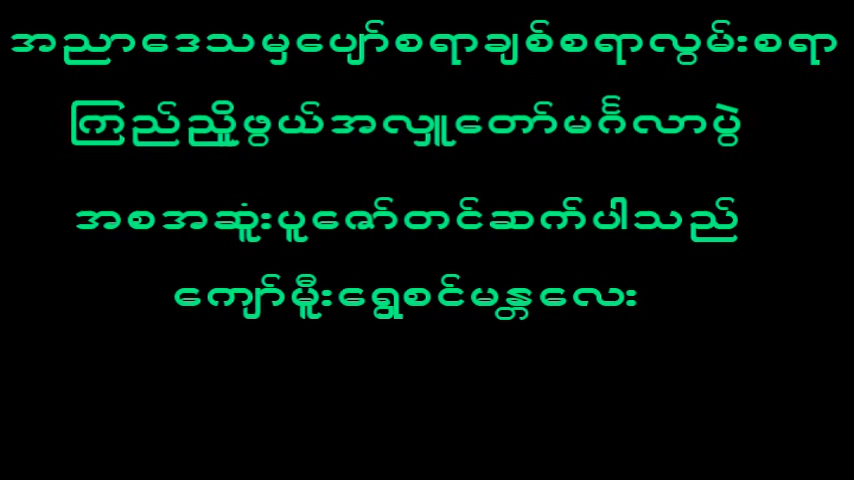 အညာဒေသမှပျော်စရာချစ်စရာလွမ်းစရာ
ကြည်ညှိုဖွယ်အလှူတော်မင်္ဂလာပွဲ
အစအဆူံးပူဇော်တင်ဆက်ပါသည်
ကျော်မိူးရွှေစင်မန္တလေး